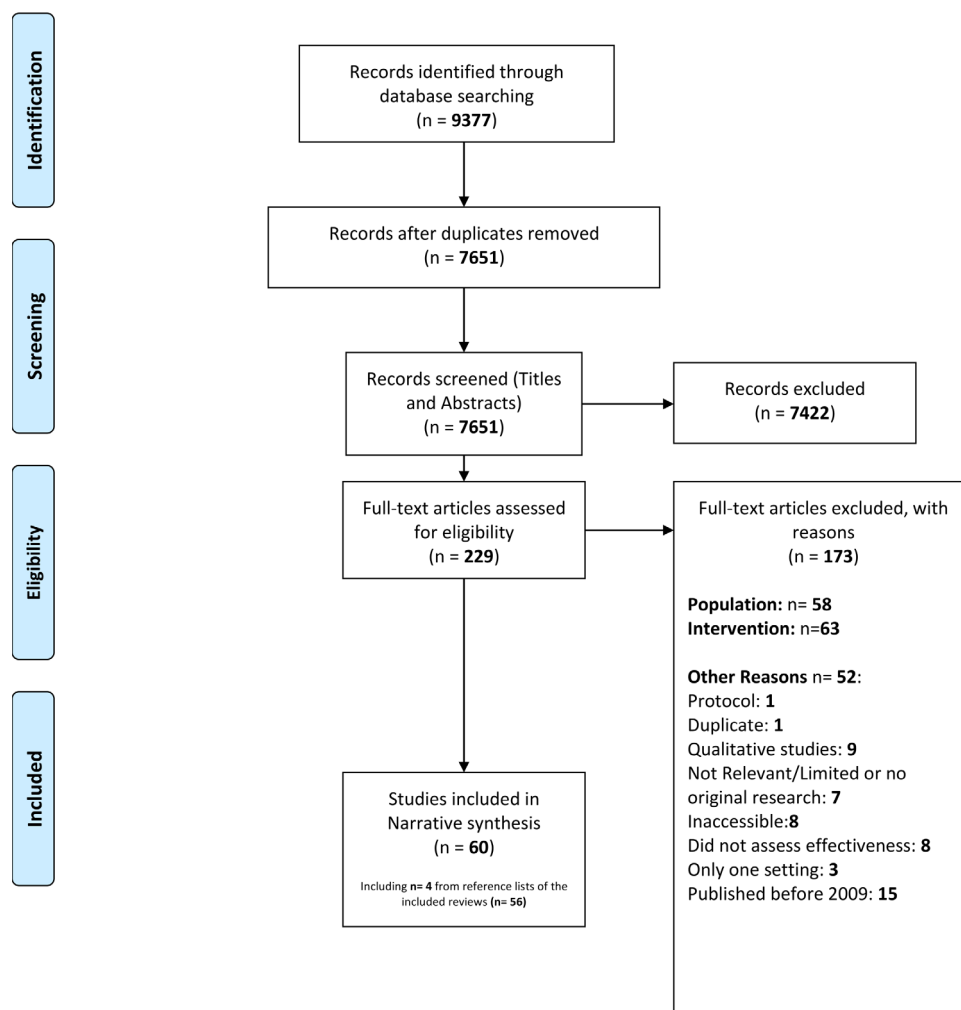 Identification
Records identified through
database searching
(n = 9377)
Records after duplicates removed
(n = 7651)
Screening
Records screened (Titles
and Abstracts)
(n = 7651)
Records excluded
(n = 7422)
Eligibility
Full-text articles assessed
for eligibility
(n = 229)
Full-text articles excluded, with
reasons
(n = 173)
Population: n= 58
Intervention: n=63
Other Reasons n= 52:
Protocol: 1
Duplicate: 1
Qualitative studies: 9
Not Relevant/Limited or no
original research: 7
Inaccessible:8
Did not assess effectiveness: 8
Only one setting: 3
Published before 2009: 15
Included
Studies included in
Narrative synthesis
(n = 60)
Including n= 4 from reference lists of the
included reviews (n= 56)